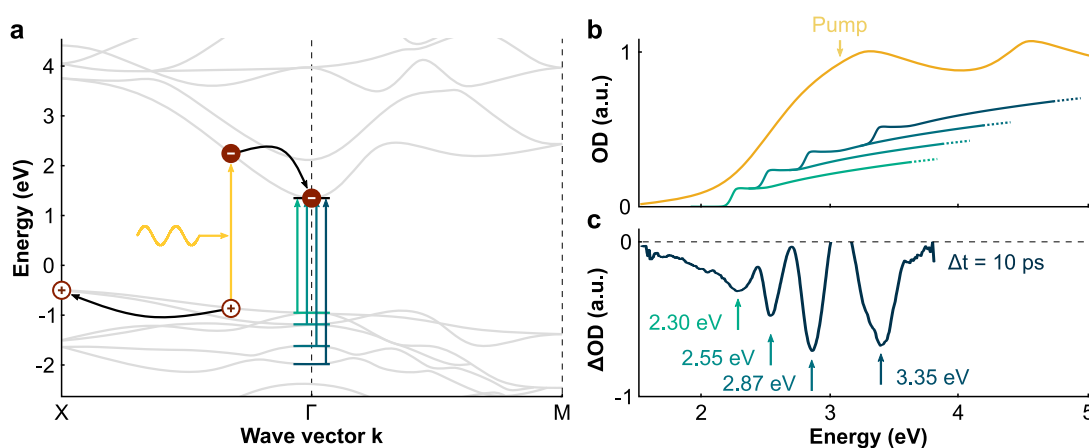 a
4
3
2
1
0
-1
-2
Energy (eV)
X
Γ
M
Wave vector k
b
Pump
1
0
OD (a.u.)
c
0
-1
ΔOD (a.u.)
Δt = 10 ps
2.30 eV
2.55 eV
2.87 eV
3.35 eV
2
3
4
5
Energy (eV)